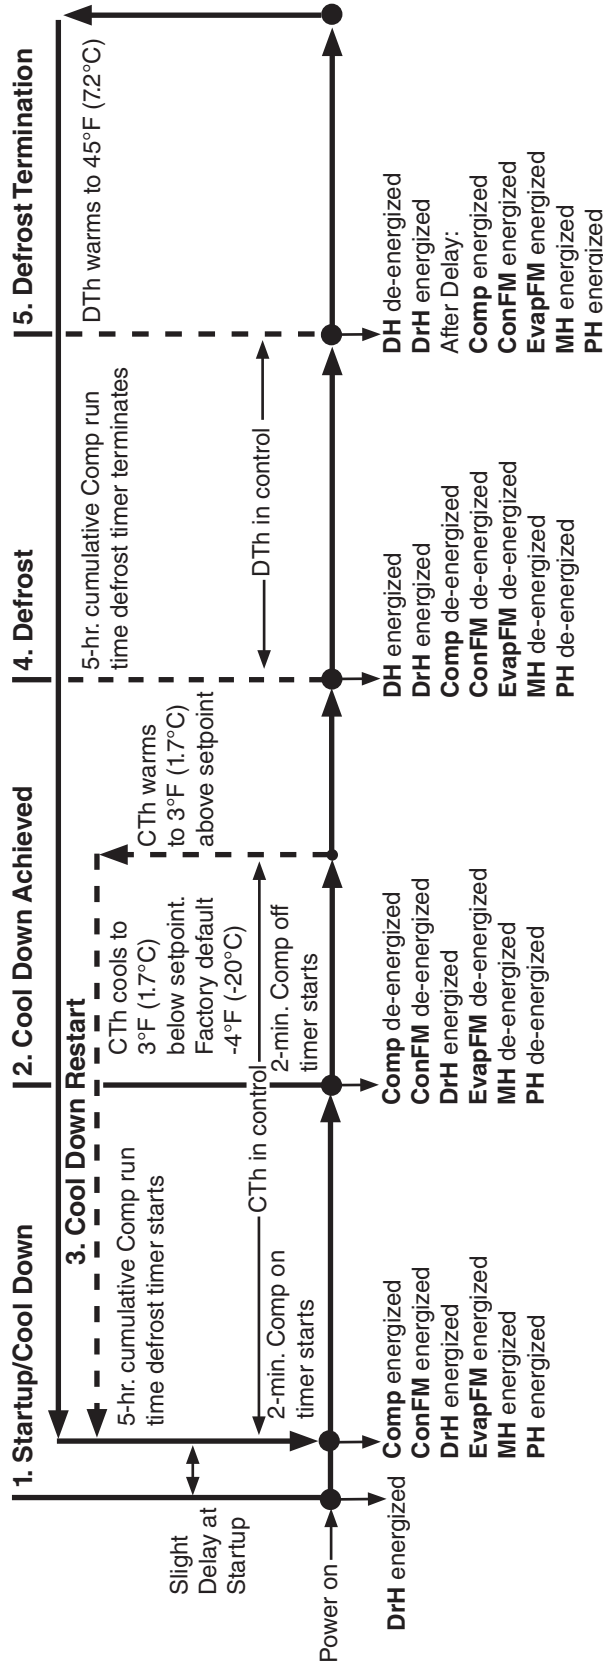 1. Startup/Cool Down
2. Cool Down Achieved
3. Cool Down Restart
4. Defrost
5. Defrost Termination
Slight
Delay at
Startup
Power on
DrH energized
5-hr. cumulative Comp run
time defrost timer starts
CTh in control
2-min. Comp on
timer starts
Comp energized
ConFM energized
DrH energized
EvapFM energized
MH energized
PH energized
CTh cools to
3°F (1.7°C)
below setpoint.
Factory default
-4°F (-20°C)
2-min. Comp off
timer starts
Comp de-energized
ConFM de-energized
DrH energized
EvapFM de-energized
MH de-energized
PH de-energized
CTh warms
to 3°F (1.7°C)
above setpoint
5-hr. cumulative Comp run
time defrost timer terminates
DTh in control
DH energized
DrH energized
Comp de-energized
ConFM de-energized
EvapFM de-energized
MH de-energized
PH de-energized
DTh warms to 45°F (7.2°C)
DH de-energized
DrH energized
After Delay:
Comp energized
ConFM energized
EvapFM energized
MH energized
PH energized